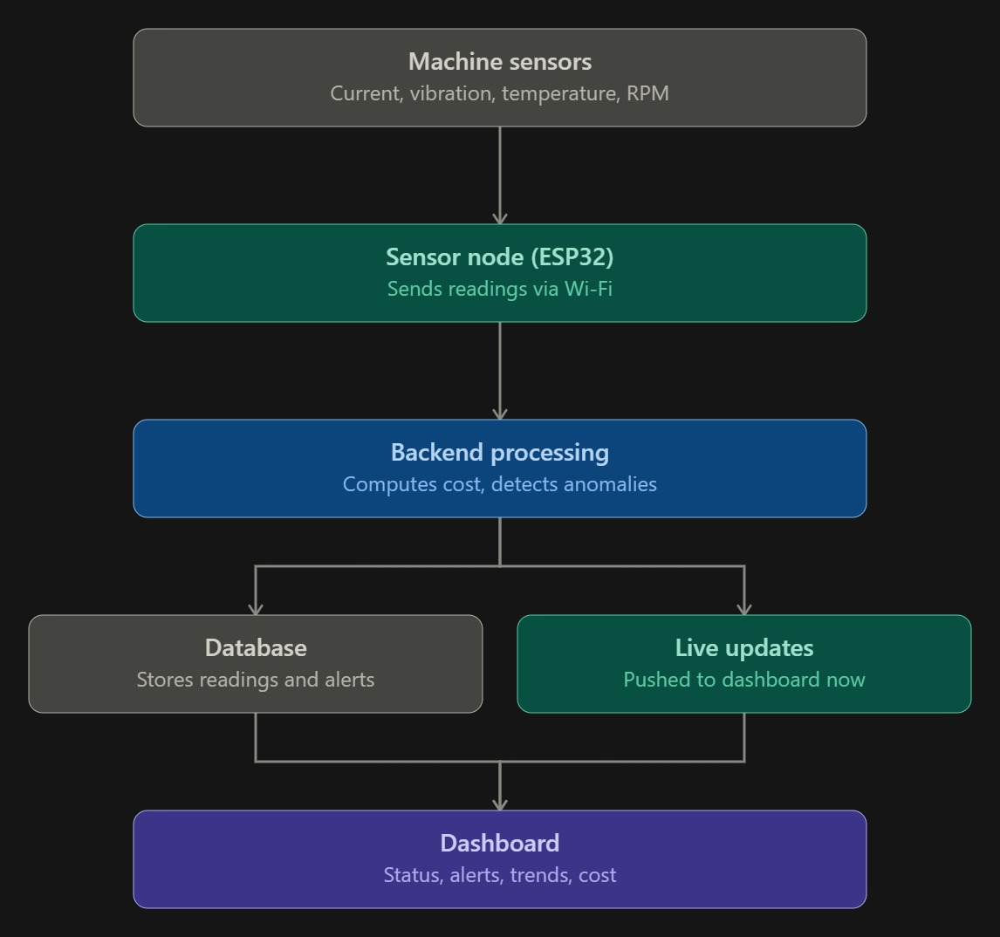 Machine sensors
Current, vibration, temperature, RPM
Sensor node (ESP32)
Sends readings via Wi-Fi
Backend processing
Computes cost, detects anomalies
Database
Stores readings and alerts
Live updates
Pushed to dashboard now
Dashboard
Status, alerts, trends, cost